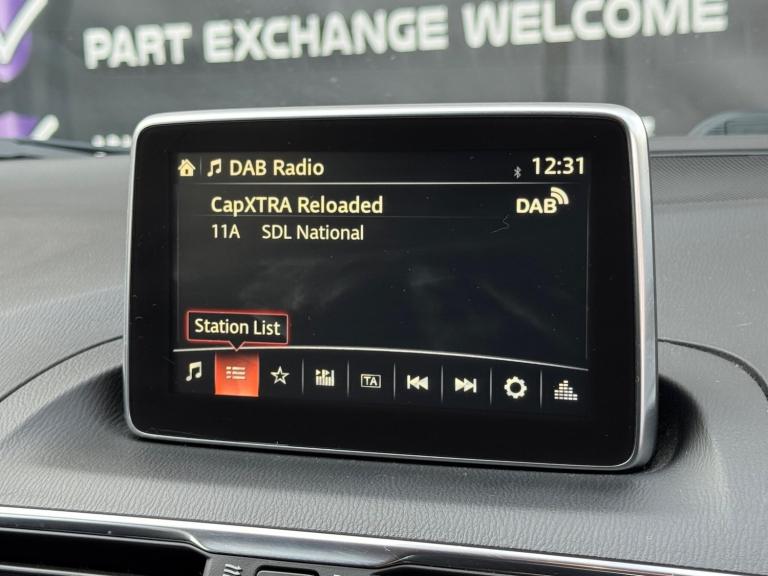 PART EXCHANGE WELCOME
DAB Radio 12:31
CapXTRA Reloaded DAB
11A SDL National
Station List
TA